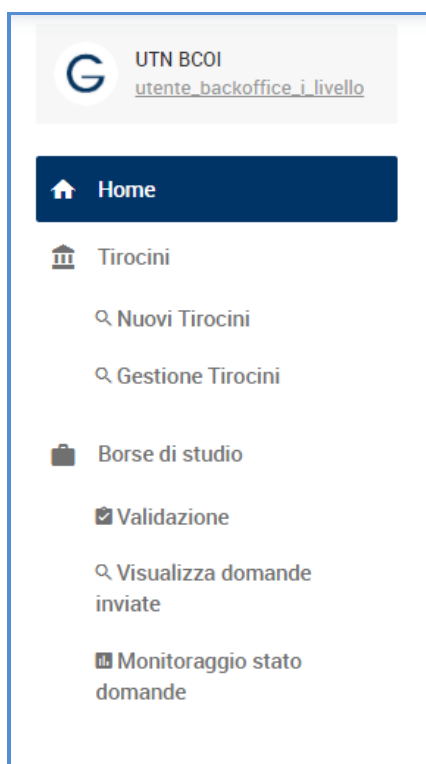 G
UTN BCOI
utente_backoffice_i_livello
Home
Tirocini
Nuovi Tirocini
Gestione Tirocini
Borse di studio
Validazione
Visualizza domande
inviate
Monitoraggio stato
domande